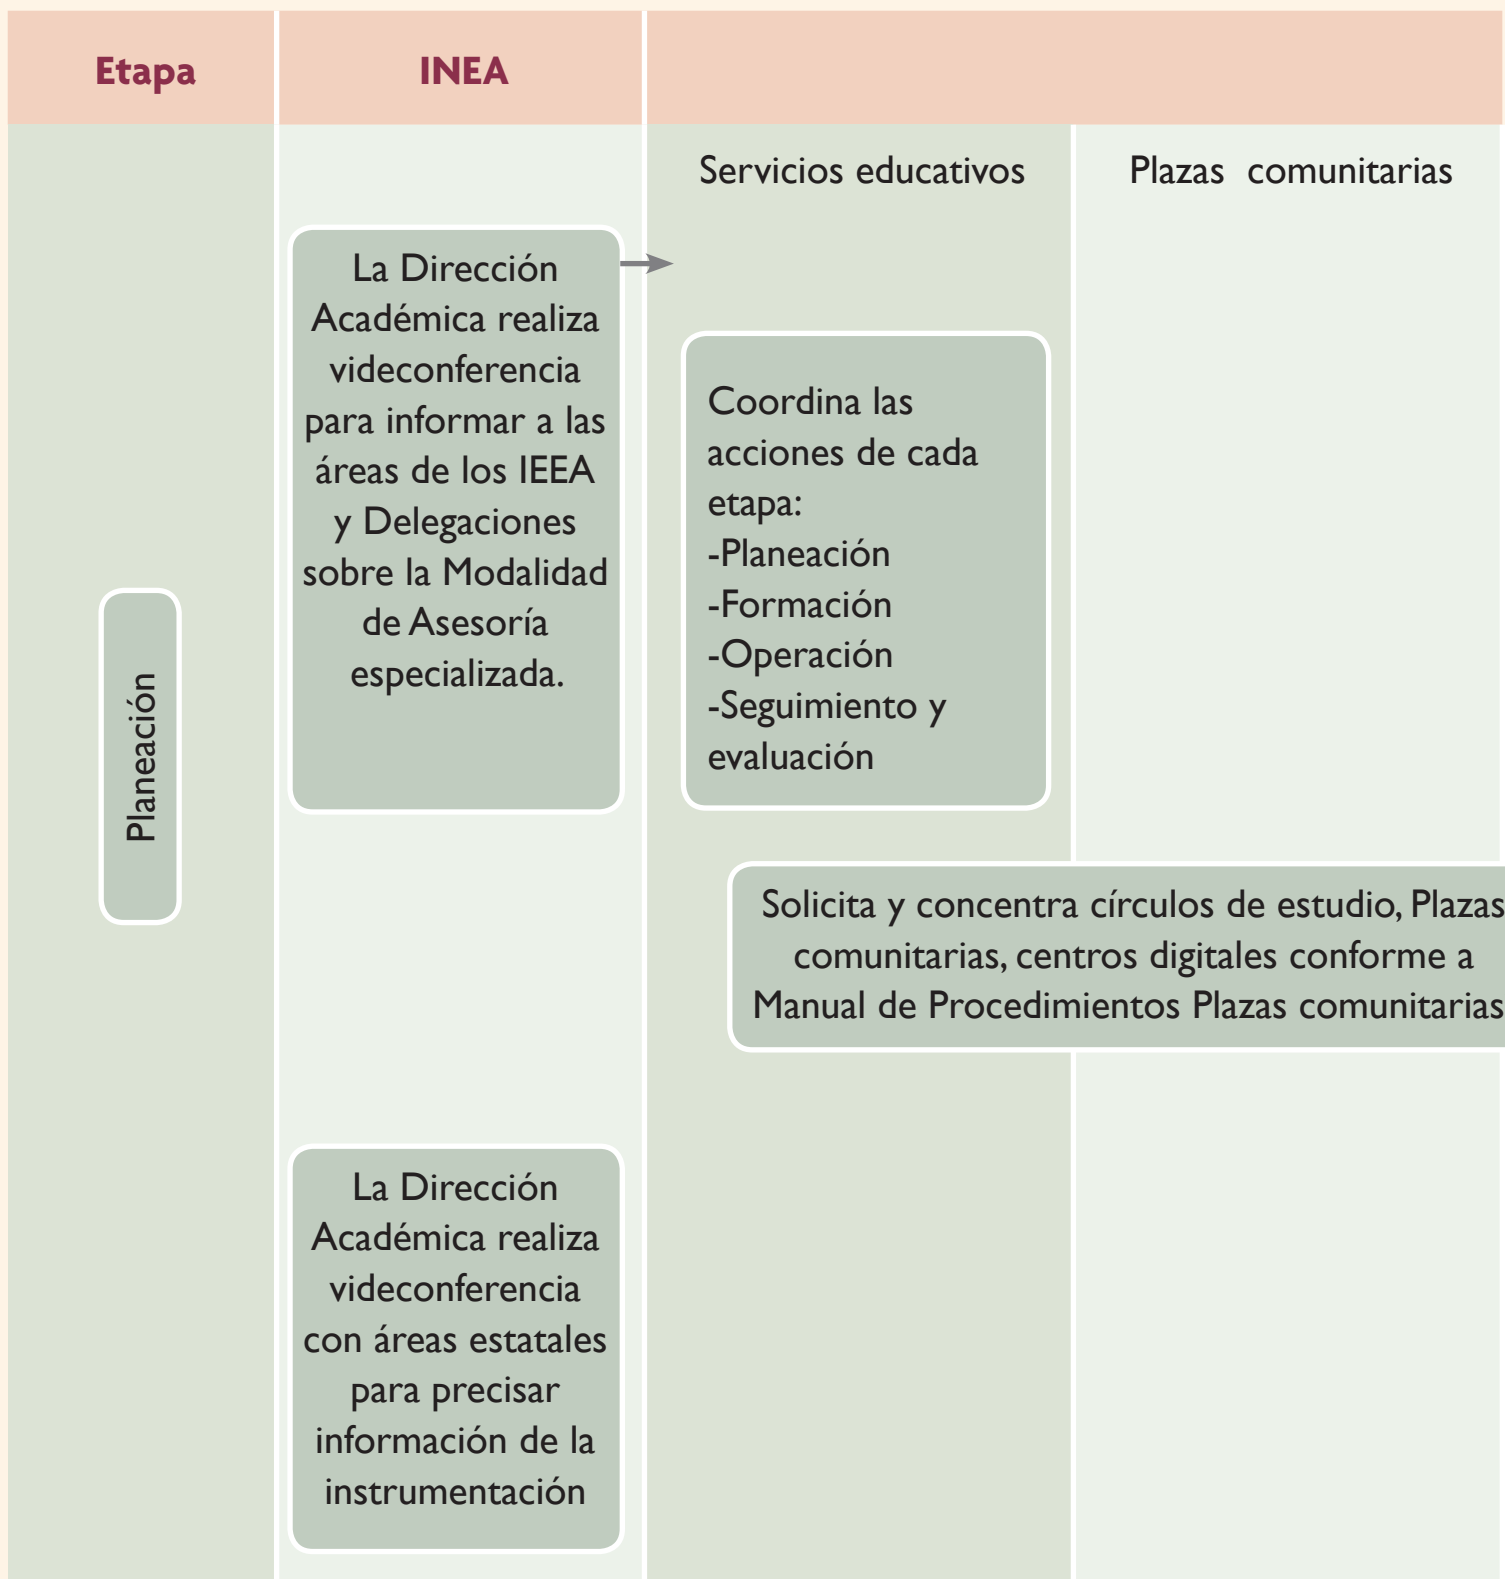 Etapa
INEA
Servicios educativos
Plazas comunitarias
Planeación
La Dirección
Académica realiza
videconferencia
para informar a las
áreas de los IEEA
y Delegaciones
sobre la Modalidad
de Asesoría
especializada.
Coordina las
acciones de cada
etapa:
-Planeación
-Formación
-Operación
-Seguimiento y
evaluación
Solicita y concentra círculos de estudio, Plazas
comunitarias, centros digitales conforme a
Manual de Procedimientos Plazas comunitarias
La Dirección
Académica realiza
videconferencia
con áreas estatales
para precisar
información de la
instrumentación